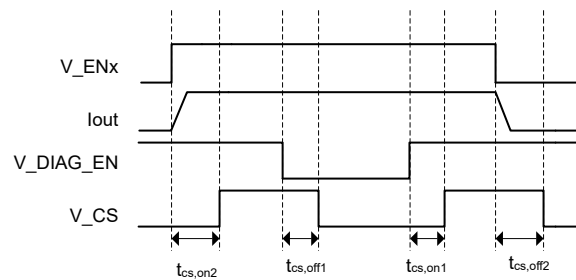 V_ENx
Iout
V_DIAG_EN
V_CS
tcs,on2 tcs,off1 tcs,on1 tcs,off2